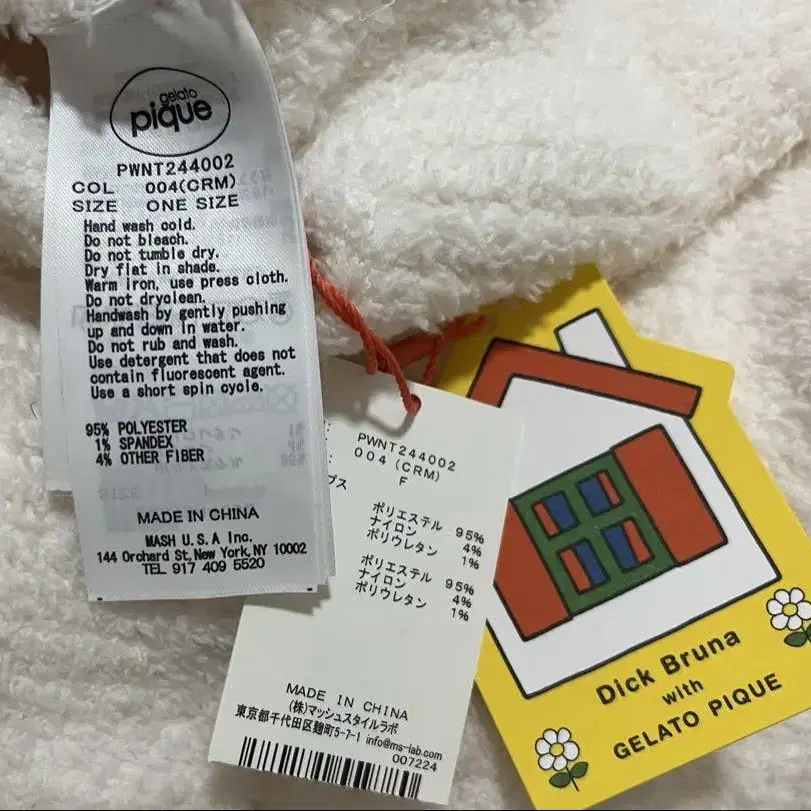 gelato
pique
PWNT244002
COL 004(CRM)
SIZE ONE SIZE
Hand wash cold.
Do not bleach.
Do not tumble dry.
Dry flat in shade.
Warm iron, use press cloth.
Do not dryclean.
Handwash by gently pushing
up and down in water.
Do not rub and wash.
Use detergent that does not
contain fluorescent agent.
Use a short spin cycle.
95% POLYESTER
1% SPANDEX
4% OTHER FIBER
MADE IN CHINA
MASH U.S.A Inc.
144 Orchard St, New York, NY 10002
TEL 917 409 5520
: PWNT244002
: 004 (CRM)
F
プス
ポリエステル 95%
ナイロン 4%
ポリウレタン 1%
ポリエステル 95%
ナイロン 4%
ポリウレタン 1%
MADE IN CHINA
(株)マッシュスタイルラボ
東京都千代田区麹町5-7-1 info@ms-lab.com
007224
Dick Bruna
with
GELATO PIQUE